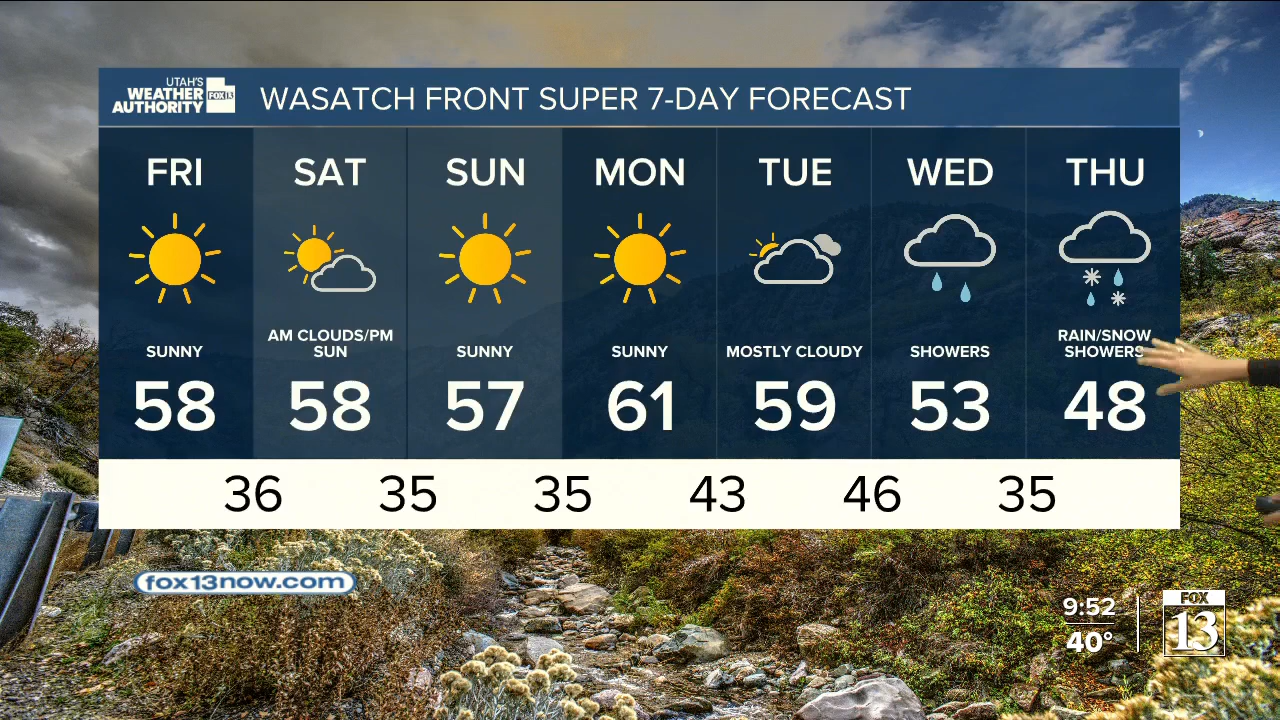 UTAH'S
WEATHER
AUTHORITY
FOX 13
WASATCH FRONT SUPER 7-DAY FORECAST
FRI SAT SUN MON TUE WED THU
SUNNY
AM CLOUDS/PM
SUN
SUNNY
SUNNY
MOSTLY CLOUDY
SHOWERS
RAIN/SNOW
SHOWERS
58 58 57 61 59 53 48
36 35 35 43 46 35
fox13now.com
9:52
40°
FOX
13